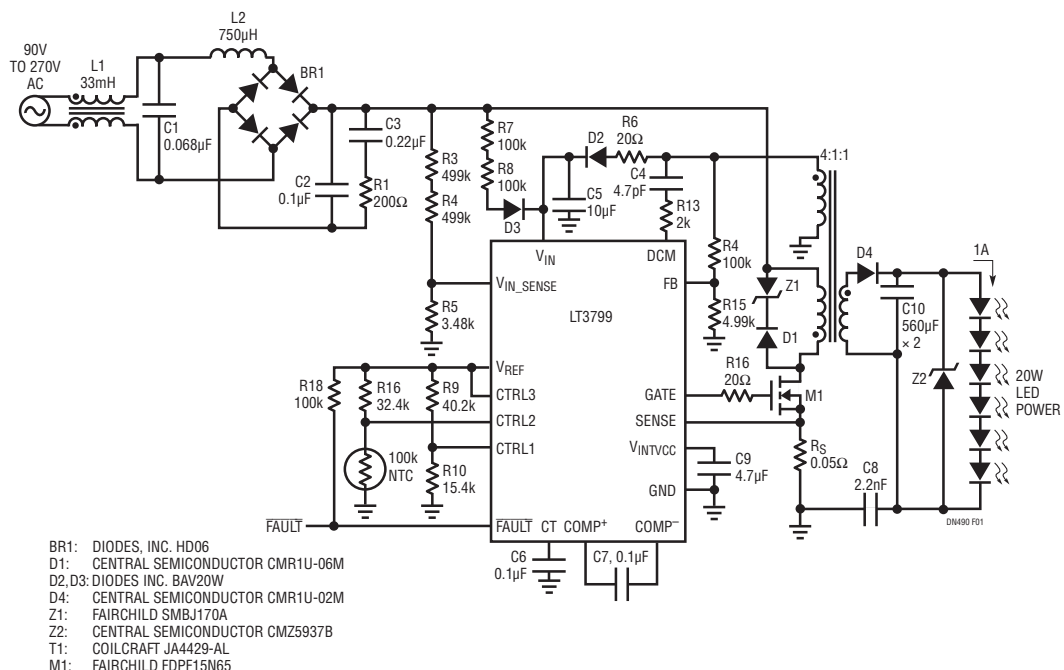 90V
TO 270V
AC
L1
33mH
L2
750µH
BR1
C1
0.068µF
C2
0.1µF
C3
0.22µF
R1
200Ω
R3
499k
R4
499k
R5
3.48k
R7
100k
R8
100k
D3
D2
R6
20Ω
C5
10µF
C4
4.7pF
R13
2k
4:1:1
R4
100k
R15
4.99k
Z1
D1
D4
C10
560µF
× 2
1A
Z2
20W
LED
POWER
VIN
DCM
VIN_SENSE
FB
LT3799
VREF
CTRL3
CTRL2
CTRL1
GATE
SENSE
VINTVCC
GND
FAULT
CT
COMP+
COMP–
R16
20Ω
M1
RS
0.05Ω
C9
4.7µF
C8
2.2nF
R18
100k
R16
32.4k
R9
40.2k
100k
NTC
R10
15.4k
FAULT
C6
0.1µF
C7, 0.1µF
DN490 F01
BR1: DIODES, INC. HD06
D1: CENTRAL SEMICONDUCTOR CMR1U-06M
D2,D3: DIODES INC. BAV20W
D4: CENTRAL SEMICONDUCTOR CMR1U-02M
Z1: FAIRCHILD SMBJ170A
Z2: CENTRAL SEMICONDUCTOR CMZ5937B
T1: COILCRAFT JA4429-AL
M1: FAIRCHILD FDPF15N65